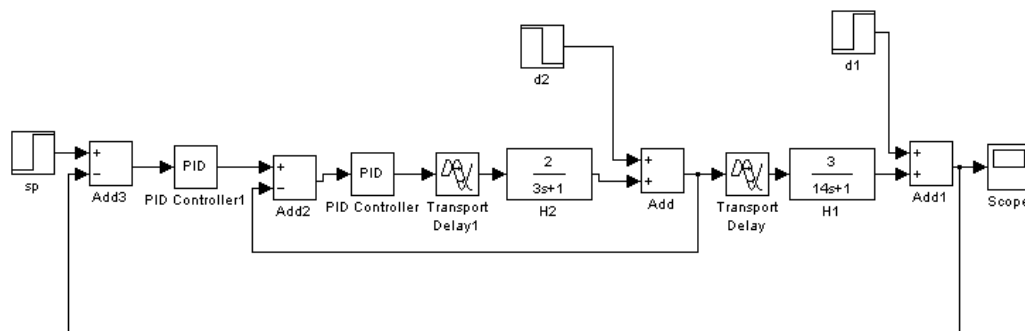 d2
d1
sp
+
−
Add3
PID
PID Controller1
+
−
Add2
PID
PID Controller
Transport
Delay1
2
3s+1
H2
+
+
Add
Transport
Delay
3
14s+1
H1
+
+
Add1
Scope